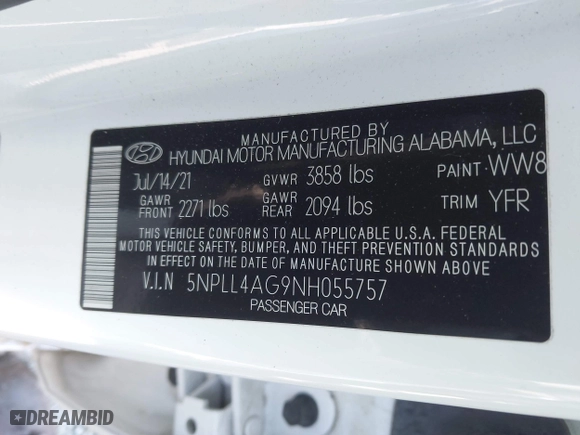 MANUFACTURED BY
HYUNDAI MOTOR MANUFACTURING ALABAMA, LLC
Jul/14/21 GVWR 3858 lbs PAINT WW8
GAWR FRONT 2271 lbs GAWR REAR 2094 lbs TRIM YFR
THIS VEHICLE CONFORMS TO ALL APPLICABLE U.S.A. FEDERAL
MOTOR VEHICLE SAFETY, BUMPER, AND THEFT PREVENTION STANDARDS
IN EFFECT ON THE DATE OF MANUFACTURE SHOWN ABOVE
V.I.N 5NPLL4AG9NH055757
PASSENGER CAR
DREAMBID